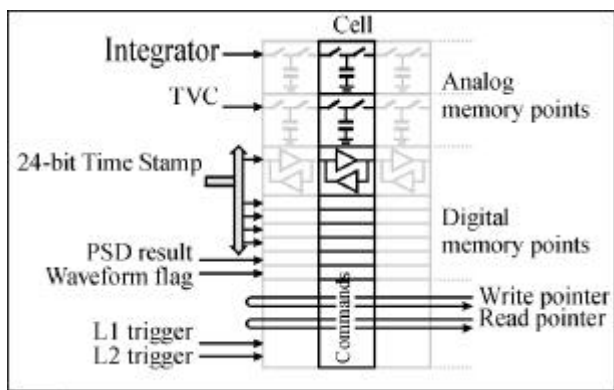 Cell
Integrator
Analog
memory points
TVC
24-bit Time Stamp
Digital
memory points
PSD result
Waveform flag
Commands
Write pointer
Read pointer
L1 trigger
L2 trigger